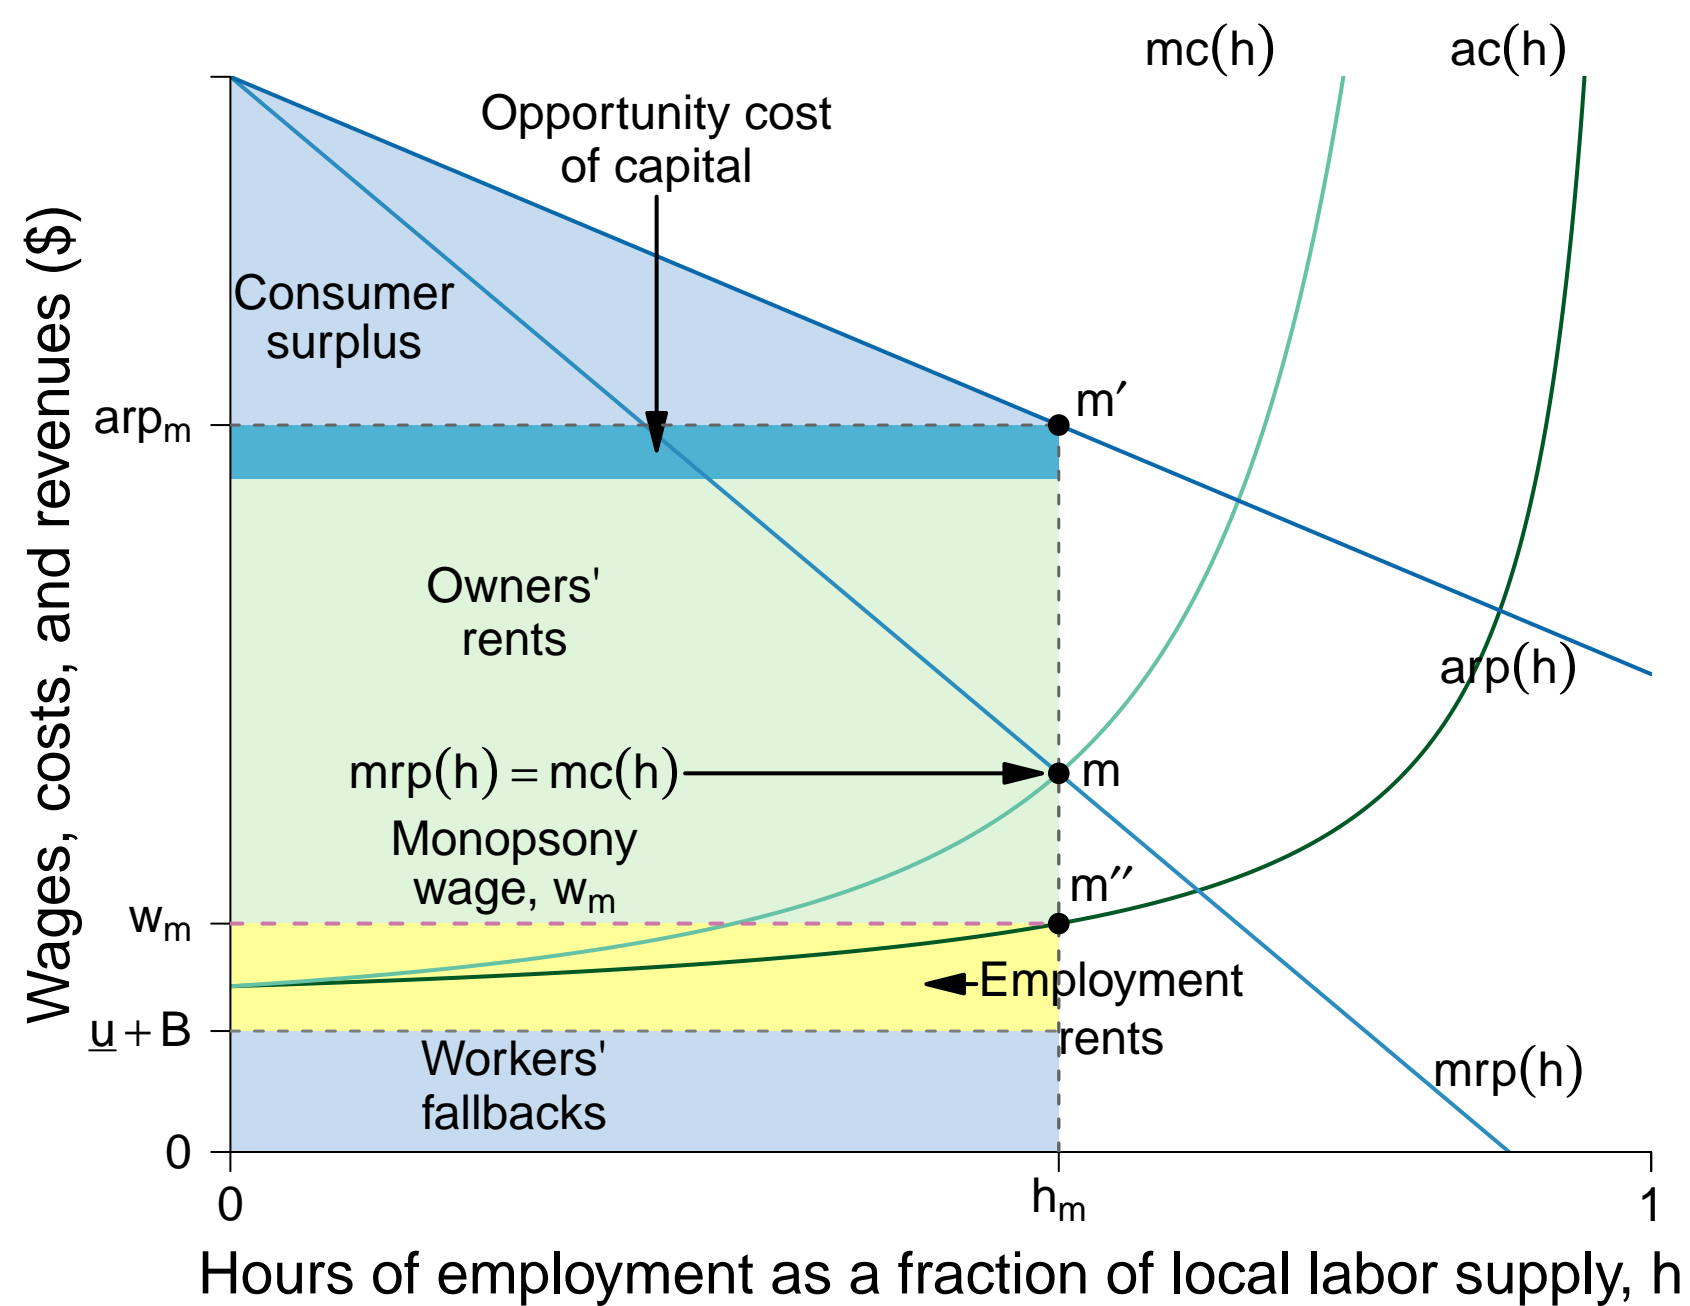 mc(h)
ac(h)
Opportunity cost
of capital
Consumer
surplus
Wages, costs, and revenues ($)
arpₘ
m′
Owners'
rents
arp(h)
mrp(h) = mc(h)
m
Monopsony
wage, wₘ
m′′
wₘ
Employment
rents
u̲ + B
Workers'
fallbacks
mrp(h)
0
0
hₘ
1
Hours of employment as a fraction of local labor supply, h